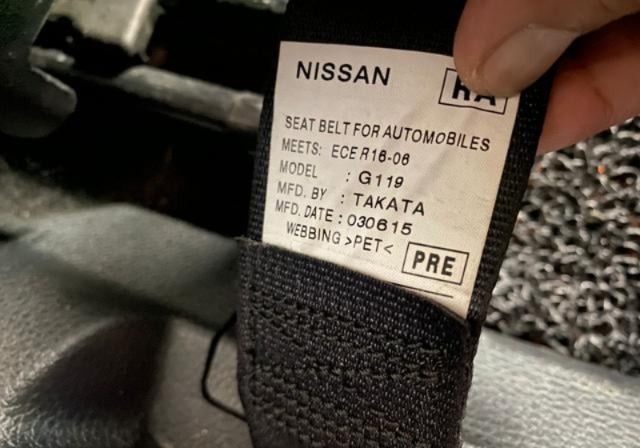 NISSAN
SEAT BELT FOR AUTOMOBILES
MEETS: ECE R16-06
MODEL : G119
MFD. BY : TAKATA
MFD. DATE : 030615
WEBBING >PET<
PRE